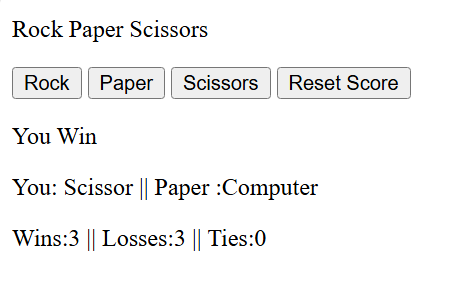 Rock Paper Scissors
Rock Paper Scissors Reset Score
You Win
You: Scissor || Paper :Computer
Wins:3 || Losses:3 || Ties:0